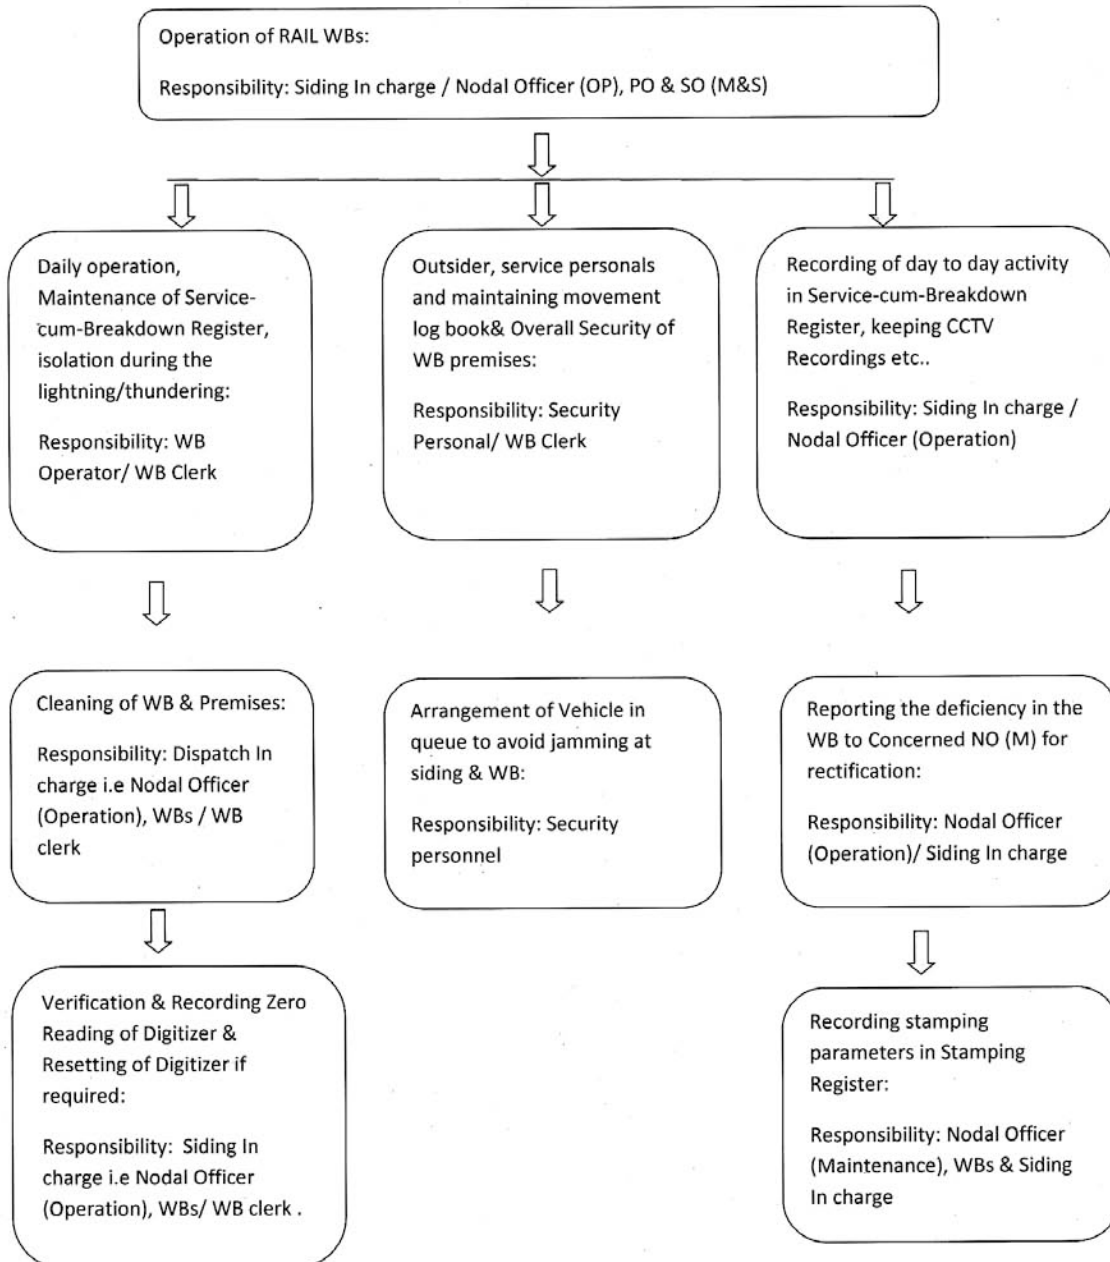 Operation of RAIL WBs:
Responsibility: Siding In charge / Nodal Officer (OP), PO & SO (M&S)
Daily operation,
Maintenance of Service-
cum-Breakdown Register,
isolation during the
lightning/thundering:
Responsibility: WB
Operator/ WB Clerk
Outsider, service personals
and maintaining movement
log book& Overall Security of
WB premises:
Responsibility: Security
Personal/ WB Clerk
Recording of day to day activity
in Service-cum-Breakdown
Register, keeping CCTV
Recordings etc..
Responsibility: Siding In charge /
Nodal Officer (Operation)
Cleaning of WB & Premises:
Responsibility: Dispatch In
charge i.e Nodal Officer
(Operation), WBs / WB
clerk
Arrangement of Vehicle in
queue to avoid jamming at
siding & WB:
Responsibility: Security
personnel
Reporting the deficiency in the
WB to Concerned NO (M) for
rectification:
Responsibility: Nodal Officer
(Operation)/ Siding In charge
Verification & Recording Zero
Reading of Digitizer &
Resetting of Digitizer if
required:
Responsibility:  Siding In
charge i.e Nodal Officer
(Operation), WBs/ WB clerk .
Recording stamping
parameters in Stamping
Register:
Responsibility: Nodal Officer
(Maintenance), WBs & Siding
In charge